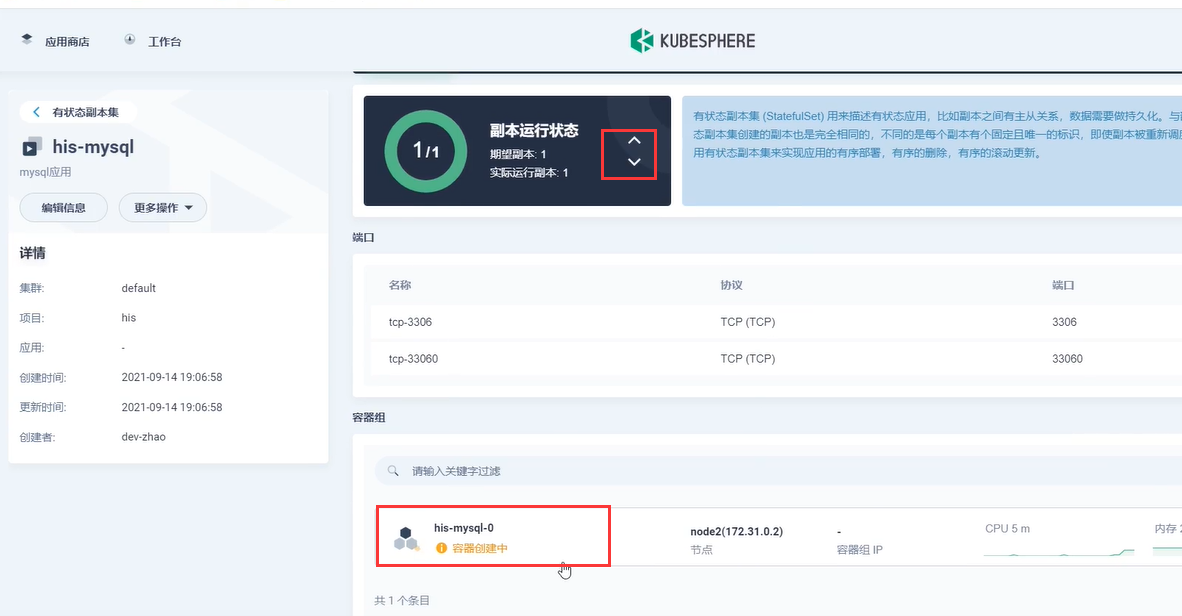 应用商店 工作台 KUBESPHERE
有状态副本集
his-mysql
mysql应用
编辑信息 更多操作
详情
集群: default
项目: his
应用: -
创建时间: 2021-09-14 19:06:58
更新时间: 2021-09-14 19:06:58
创建者: dev-zhao
1/1
副本运行状态
期望副本: 1
实际运行副本: 1
有状态副本集 (StatefulSet) 用来描述有状态应用，比如副本之间有主从关系，数据需要做持久化。与
态副本集创建的副本也是完全相同的，不同的是每个副本有个固定且唯一的标识，即使副本被重新调
用有状态副本集来实现应用的有序部署，有序的删除，有序的滚动更新。
端口
名称 协议 端口
tcp-3306 TCP (TCP) 3306
tcp-33060 TCP (TCP) 33060
容器组
请输入关键字过滤
his-mysql-0
容器创建中
node2(172.31.0.2)
节点
-
容器组 IP
CPU 5 m
内存
共 1 个条目